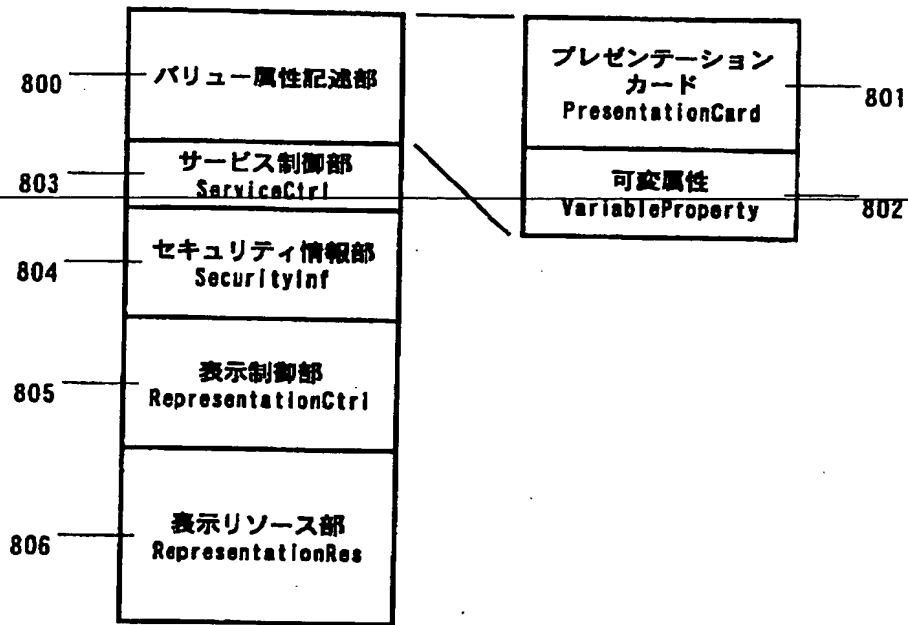 800
バリュー属性記述部
803
サービス制御部
ServiceCtrl
804
セキュリティ情報部
SecurityInf
805
表示制御部
RepresentationCtrl
806
表示リソース部
RepresentationRes
プレゼンテーション
カード
PresentationCard
801
可変属性
VariableProperty
802